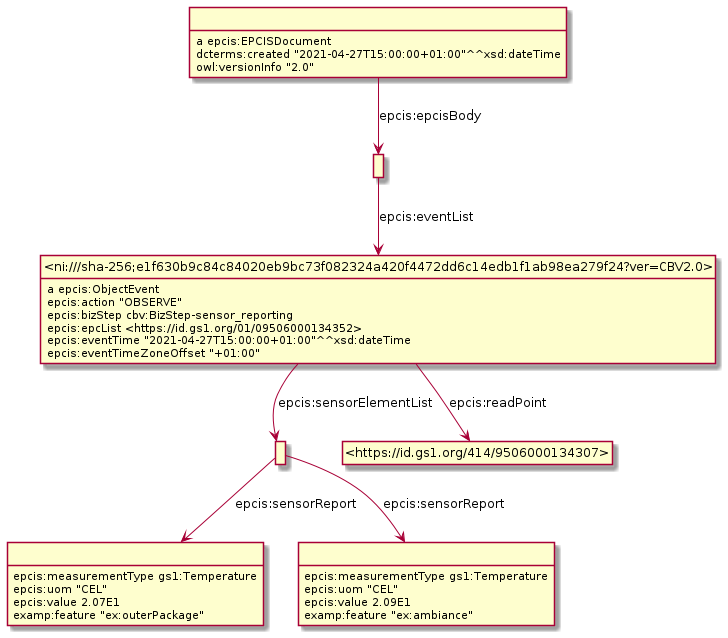 a epcis:EPCISDocument
dcterms:created "2021-04-27T15:00:00+01:00"^^xsd:dateTime
owl:versionInfo "2.0"
epcis:epcisBody
epcis:eventList
<ni:///sha-256;e1f630b9c84c84020eb9bc73f082324a420f4472dd6c14edb1f1ab98ea279f24?ver=CBV2.0>
a epcis:ObjectEvent
epcis:action "OBSERVE"
epcis:bizStep cbv:BizStep-sensor_reporting
epcis:epcList <https://id.gs1.org/01/09506000134352>
epcis:eventTime "2021-04-27T15:00:00+01:00"^^xsd:dateTime
epcis:eventTimeZoneOffset "+01:00"
epcis:sensorElementList
epcis:readPoint
<https://id.gs1.org/414/9506000134307>
epcis:sensorReport
epcis:sensorReport
epcis:measurementType gs1:Temperature
epcis:uom "CEL"
epcis:value 2.07E1
examp:feature "ex:outerPackage"
epcis:measurementType gs1:Temperature
epcis:uom "CEL"
epcis:value 2.09E1
examp:feature "ex:ambiance"